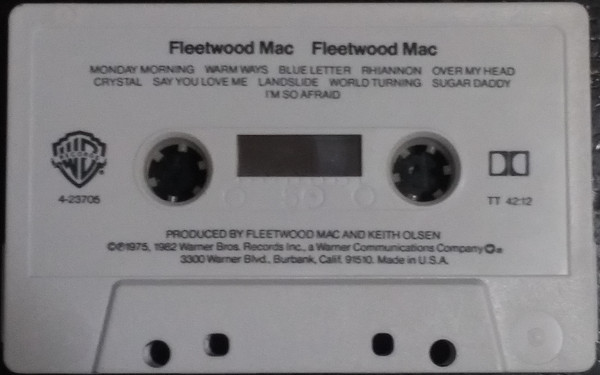 Fleetwood Mac Fleetwood Mac
MONDAY MORNING WARM WAYS BLUE LETTER RHIANNON OVER MY HEAD
CRYSTAL SAY YOU LOVE ME LANDSLIDE WORLD TURNING SUGAR DADDY
I'M SO AFRAID
WB RECORDS
4-23705
TT 42:12
PRODUCED BY FLEETWOOD MAC AND KEITH OLSEN
©℗1975, 1982 Warner Bros. Records Inc., a Warner Communications Company
3300 Warner Blvd., Burbank, Calif. 91510. Made in U.S.A.